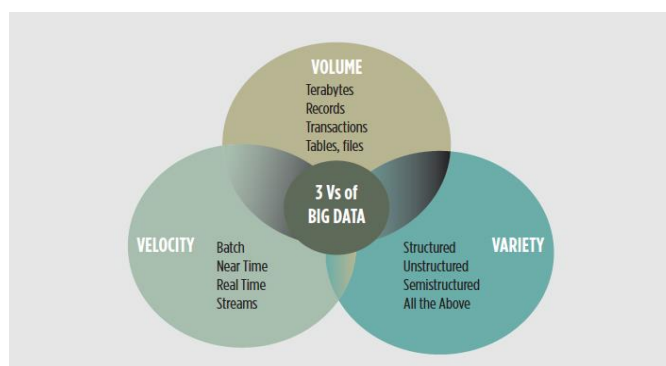 VOLUME
Terabytes
Records
Transactions
Tables, files
3 Vs of
BIG DATA
VELOCITY
Batch
Near Time
Real Time
Streams
Structured
Unstructured
Semistructured
All the Above
VARIETY